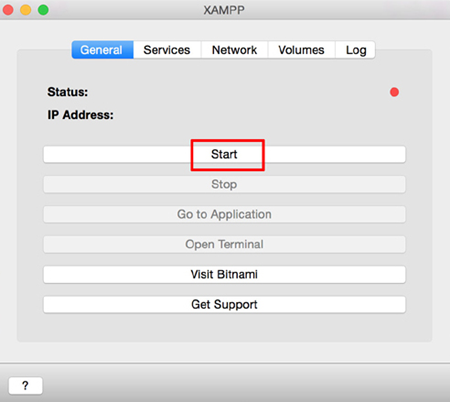 XAMPP
General Services Network Volumes Log
Status:
IP Address:
Start
Stop
Go to Application
Open Terminal
Visit Bitnami
Get Support
?